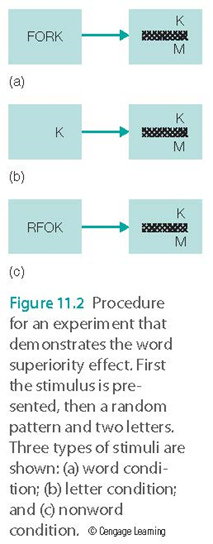 K
FORK
M
(a)
K
K
M
(b)
K
RFOK
M
(c)
Figure 11.2 Procedure
for an experiment that
demonstrates the word
superiority effect. First
the stimulus is pre-
sented, then a random
pattern and two letters.
Three types of stimuli are
shown: (a) word condi-
tion; (b) letter condition;
and (c) nonword
condition. © Cengage Learning